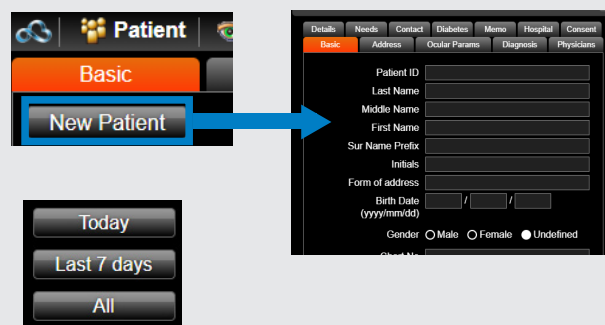 Patient
Basic
New Patient
Today
Last 7 days
All
Details Needs Contact Diabetes Memo Hospital Consent
Basic Address Ocular Params Diagnosis Physicians
Patient ID
Last Name
Middle Name
First Name
Sur Name Prefix
Initials
Form of address
Birth Date / /
(yyyy/mm/dd)
Gender Male Female Undefined